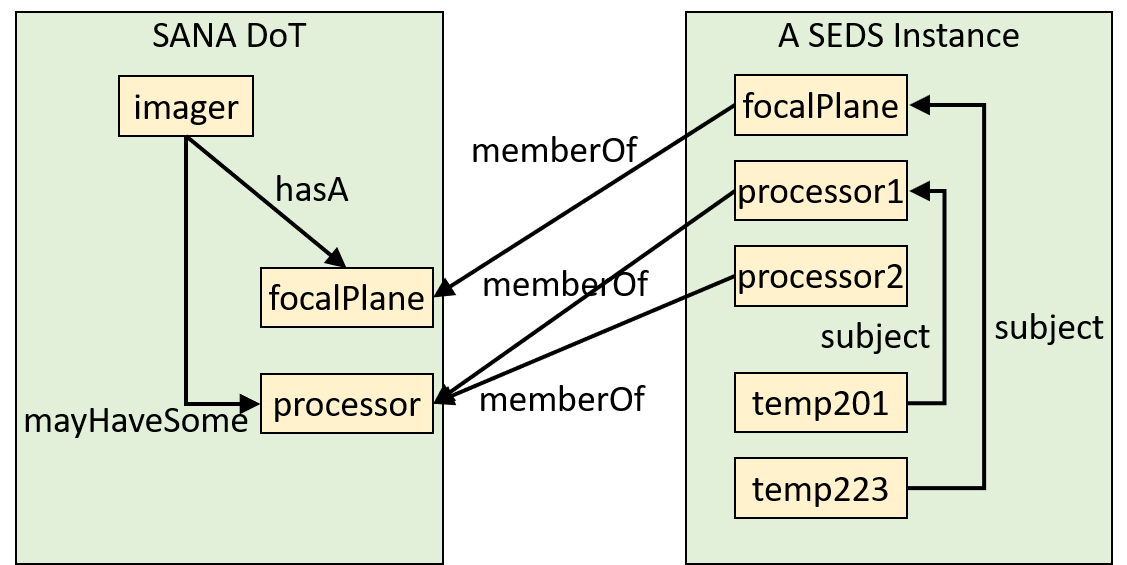 SANA DoT
imager
hasA
focalPlane
processor
mayHaveSome
memberOf
memberOf
memberOf
A SEDS Instance
focalPlane
processor1
processor2
subject
subject
temp201
temp223